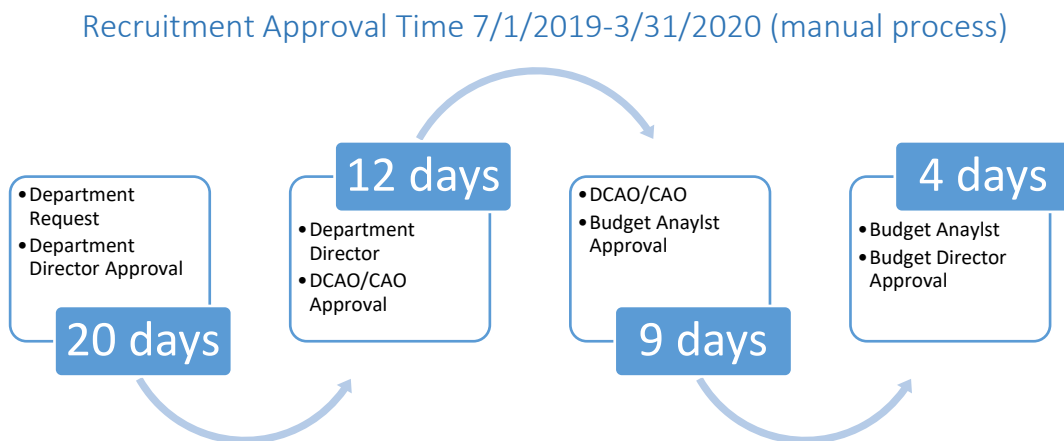 Recruitment Approval Time 7/1/2019-3/31/2020 (manual process)
•Department
Request
•Department
Director Approval
20 days
12 days
•Department
Director
•DCAO/CAO
Approval
•DCAO/CAO
•Budget Anaylst
Approval
9 days
4 days
•Budget Anaylst
•Budget Director
Approval